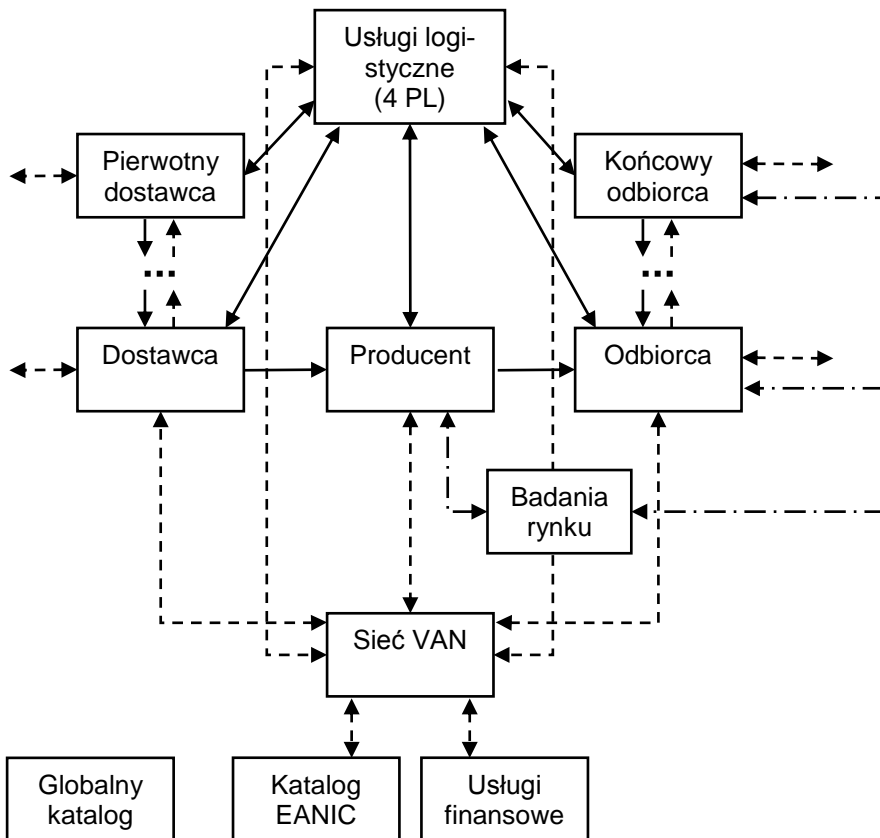 Usługi logi-
styczne
(4 PL)
Pierwotny
dostawca
Końcowy
odbiorca
Dostawca
Producent
Odbiorca
Badania
rynku
Sieć VAN
Globalny
katalog
Katalog
EANIC
Usługi
finansowe